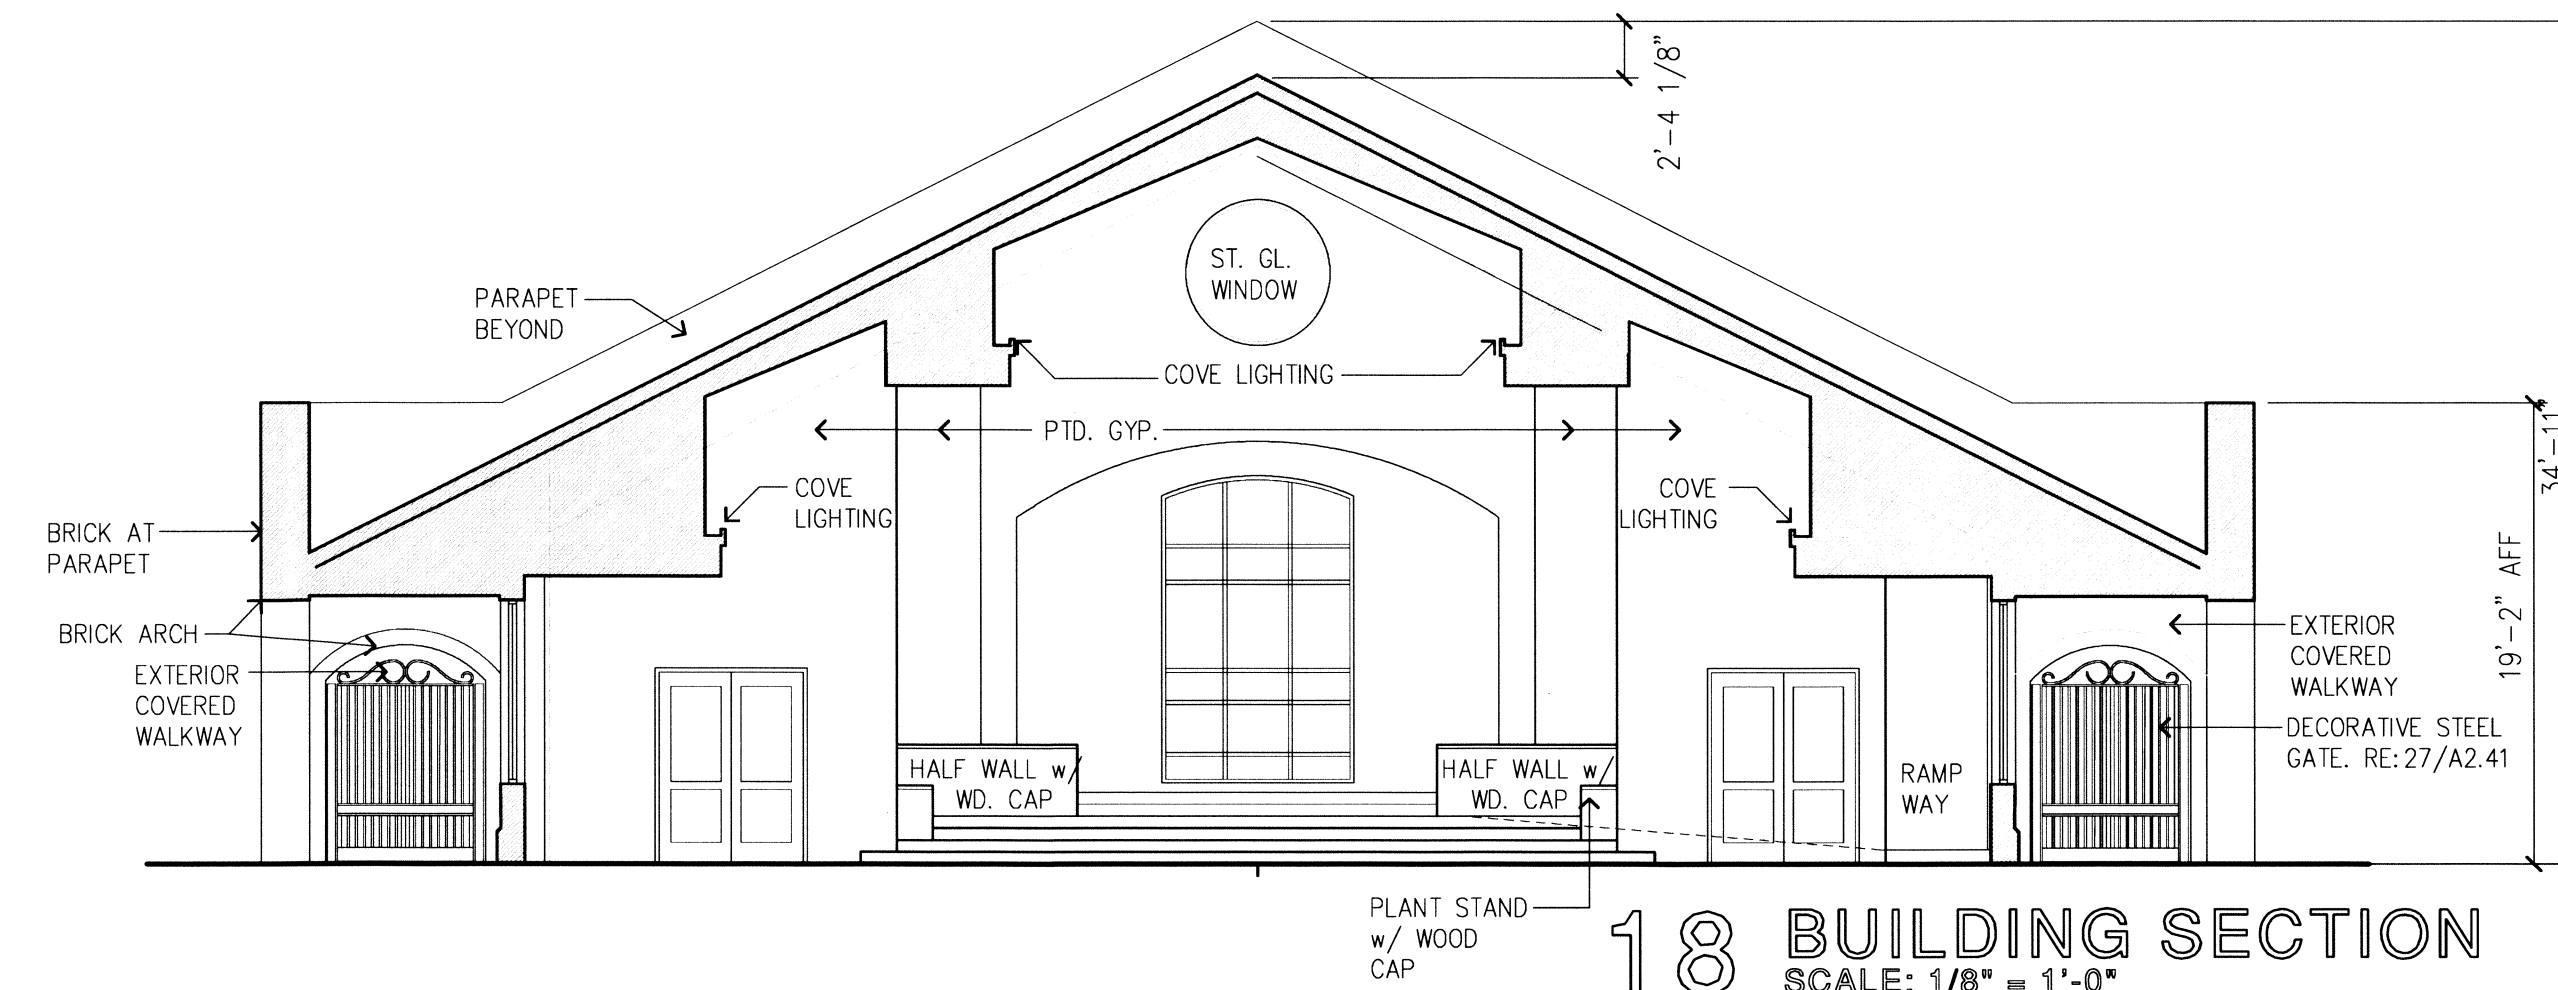 2'-4 1/8"
ST. GL.
WINDOW
PARAPET
BEYOND
COVE LIGHTING
PTD. GYP.
34'-11"
COVE
LIGHTING
COVE
LIGHTING
BRICK AT
PARAPET
19'-2" AFF
BRICK ARCH
EXTERIOR
COVERED
WALKWAY
EXTERIOR
COVERED
WALKWAY
DECORATIVE STEEL
GATE. RE:27/A2.41
HALF WALL w/
WD. CAP
HALF WALL w/
WD. CAP
RAMP
WAY
PLANT STAND
w/ WOOD
CAP
18 BUILDING SECTION
SCALE: 1/8" = 1'-0"